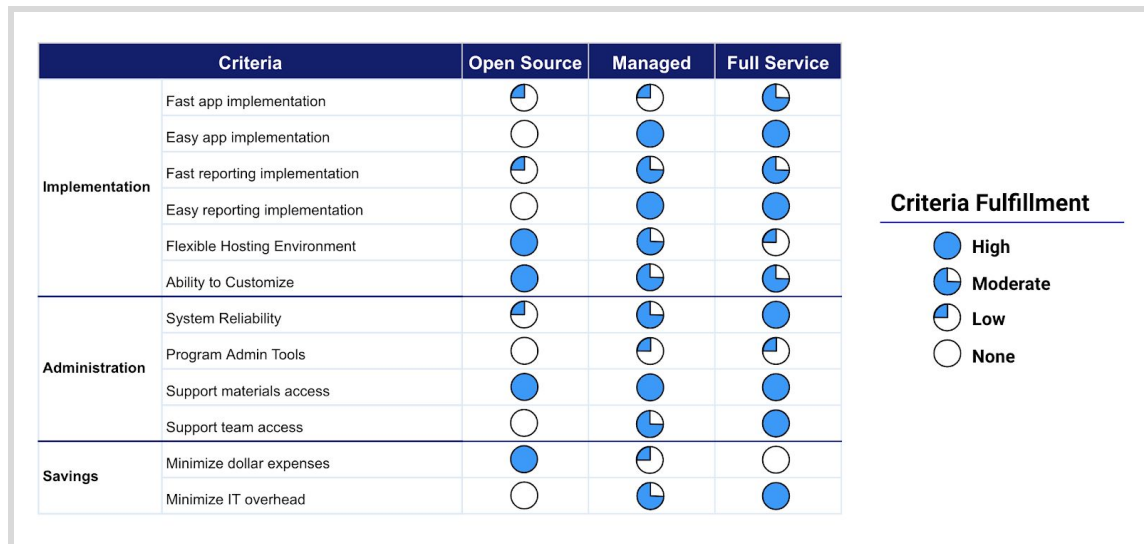 Criteria Open Source Managed Full Service
Fast app implementation
Easy app implementation
Fast reporting implementation
Implementation
Easy reporting implementation
Flexible Hosting Environment
Ability to Customize
System Reliability
Program Admin Tools
Administration
Support materials access
Support team access
Minimize dollar expenses
Savings
Minimize IT overhead
Criteria Fulfillment
High
Moderate
Low
None